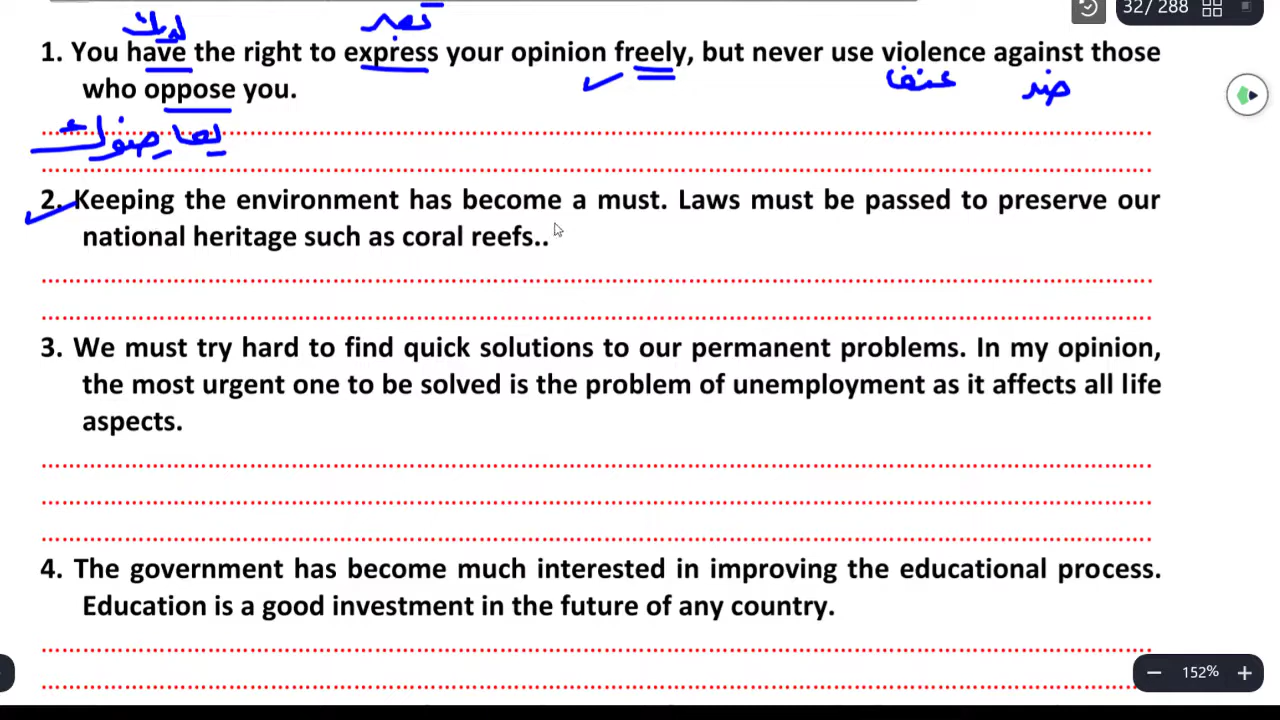 32/288
لديك تعبر
1. You have the right to express your opinion freely, but never use violence against those
عنف ضد
who oppose you.
يعارضونك
2. Keeping the environment has become a must. Laws must be passed to preserve our
national heritage such as coral reefs..
3. We must try hard to find quick solutions to our permanent problems. In my opinion,
the most urgent one to be solved is the problem of unemployment as it affects all life
aspects.
4. The government has become much interested in improving the educational process.
Education is a good investment in the future of any country.
152%